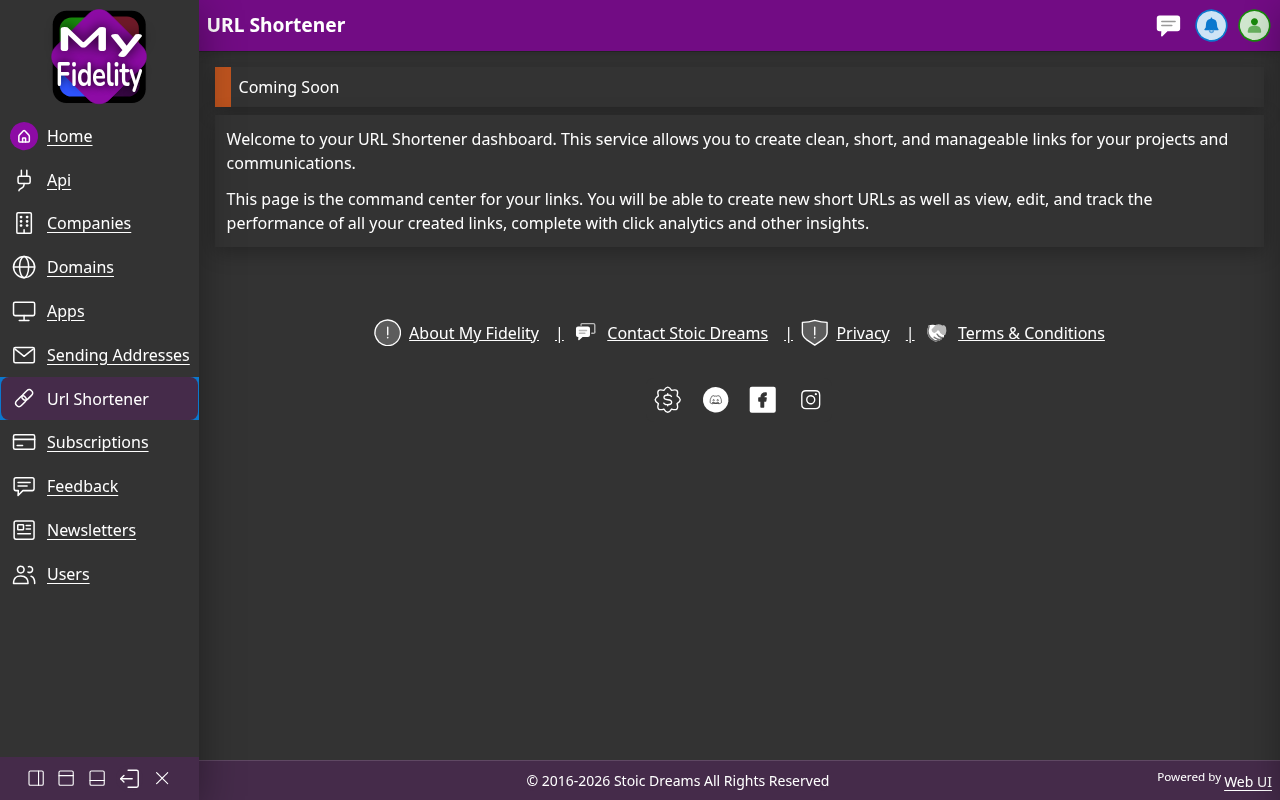 My
Fidelity
URL Shortener
Home
Api
Companies
Domains
Apps
Sending Addresses
Url Shortener
Subscriptions
Feedback
Newsletters
Users
Coming Soon
Welcome to your URL Shortener dashboard. This service allows you to create clean, short, and manageable links for your projects and
communications.
This page is the command center for your links. You will be able to create new short URLs as well as view, edit, and track the
performance of all your created links, complete with click analytics and other insights.
About My Fidelity | Contact Stoic Dreams | Privacy | Terms & Conditions
© 2016-2026 Stoic Dreams All Rights Reserved
Powered by Web UI